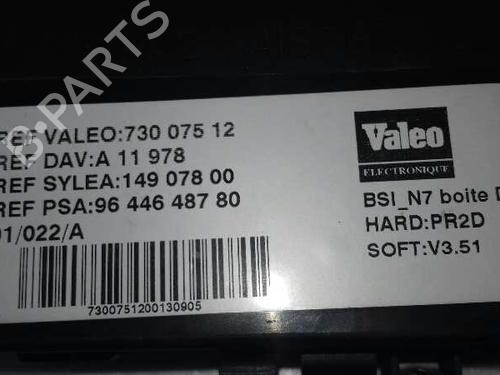 REF VALEO:730 075 12
REF DAV:A 11 978
REF SYLEA:149 078 00
REF PSA:96 446 487 80
01/022/A
7300751200130905
Valeo
ELECTRONIQUE
BSI_N7 boite
HARD:PR2D
SOFT:V3.51
B-PARTS